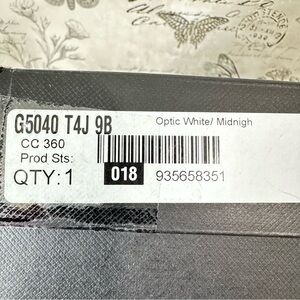 G5040 T4J 9B Optic White/ Midnigh
CC 360
Prod Sts:
QTY: 1 018 935658351